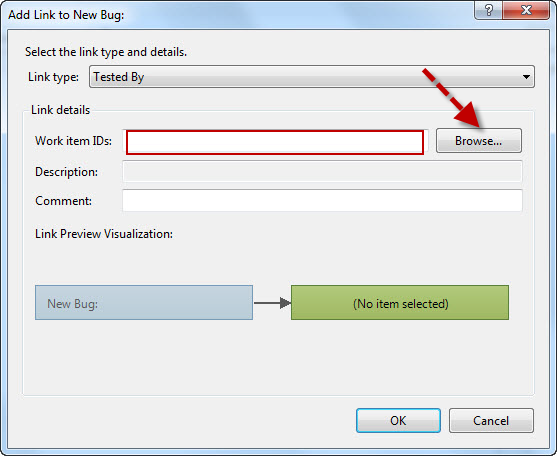 Add Link to New Bug:
Select the link type and details.
Link type: Tested By
Link details
Work item IDs: Browse...
Description:
Comment:
Link Preview Visualization:
New Bug: (No item selected)
OK Cancel